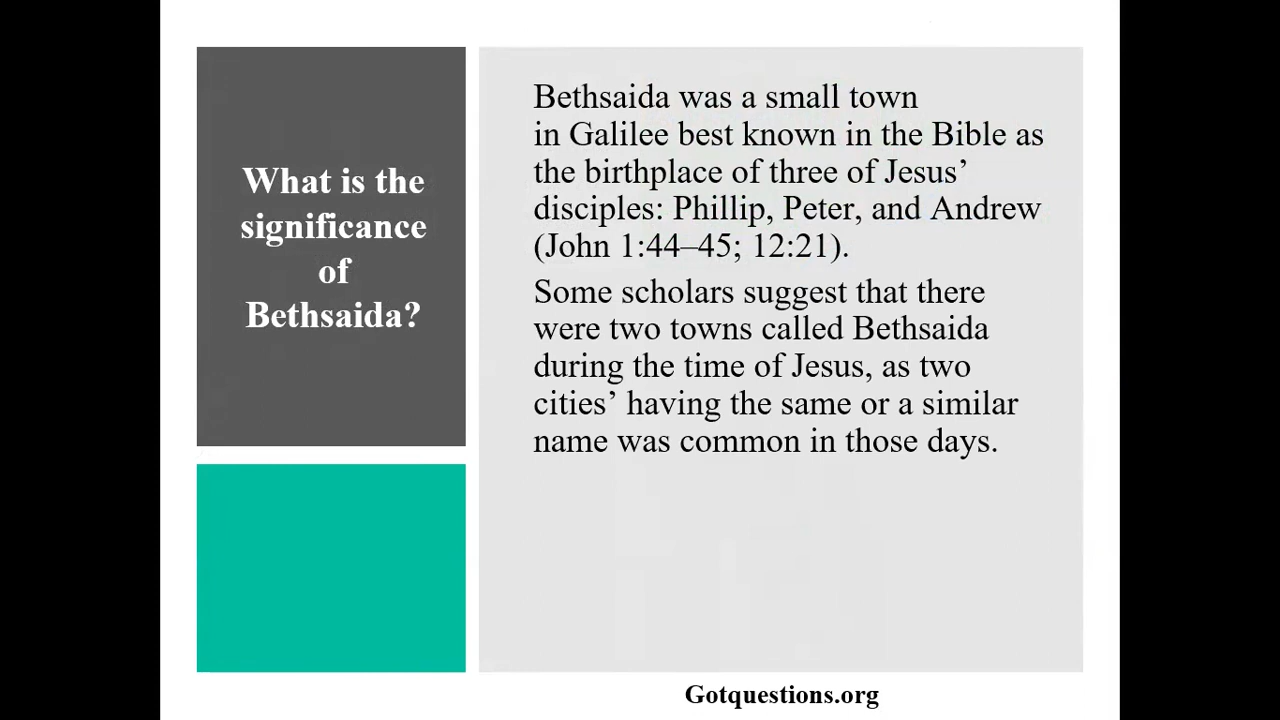 What is the
significance
of
Bethsaida?
Bethsaida was a small town
in Galilee best known in the Bible as
the birthplace of three of Jesus’
disciples: Phillip, Peter, and Andrew
(John 1:44–45; 12:21).
Some scholars suggest that there
were two towns called Bethsaida
during the time of Jesus, as two
cities’ having the same or a similar
name was common in those days.
Gotquestions.org